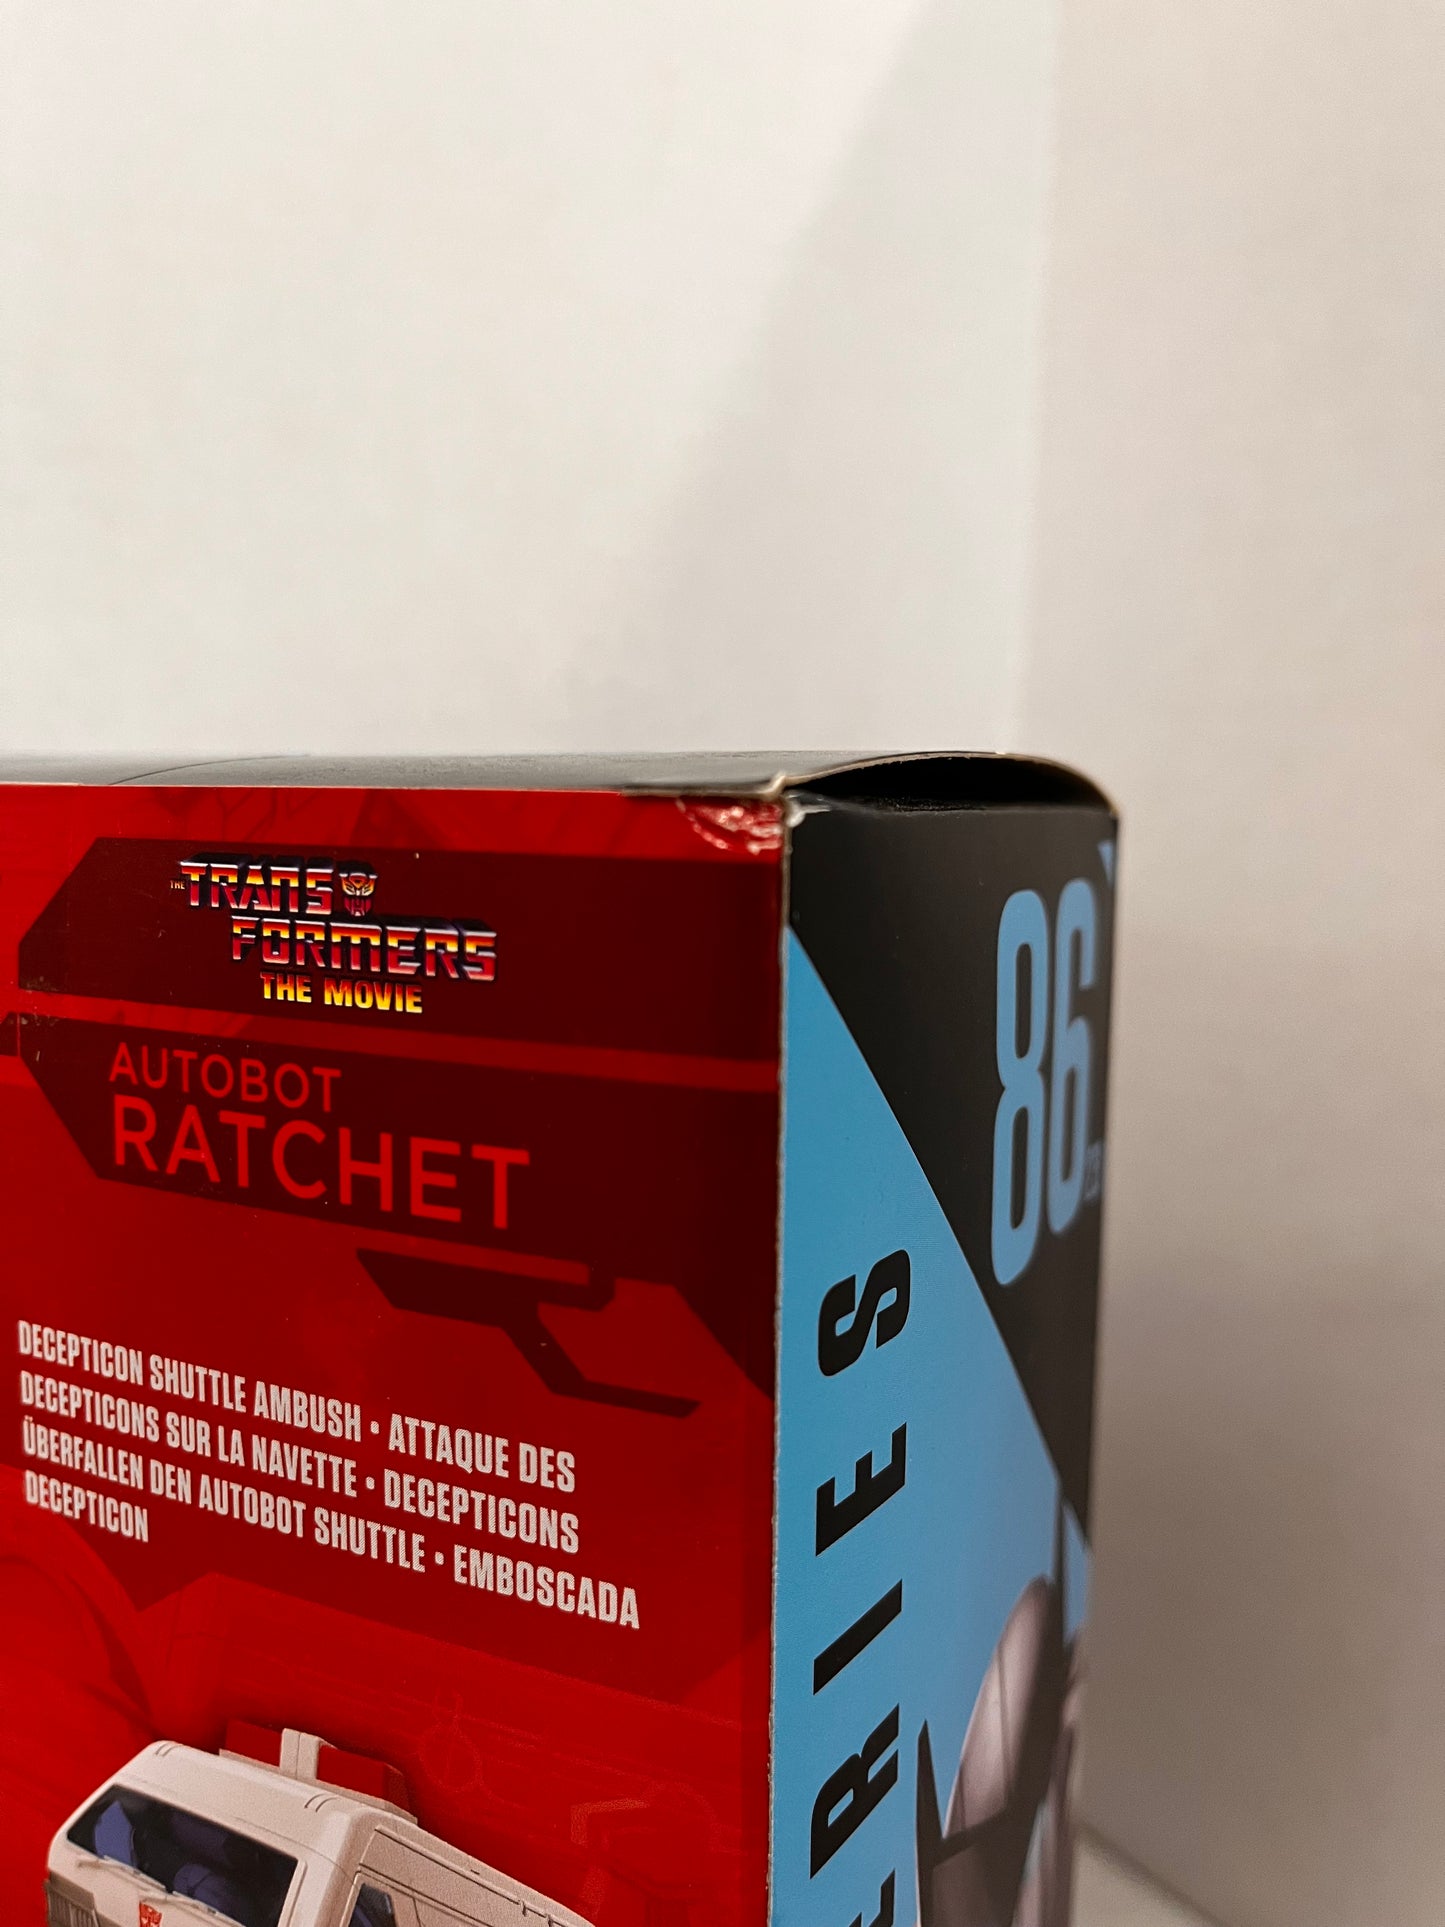 THE TRANS
FORMERS
THE MOVIE
AUTOBOT
RATCHET
DECEPTICON SHUTTLE AMBUSH • ATTAQUE DES
DECEPTICONS SUR LA NAVETTE • DECEPTICONS
ÜBERFALLEN DEN AUTOBOT SHUTTLE • EMBOSCADA
DECEPTICON
86
ERIES